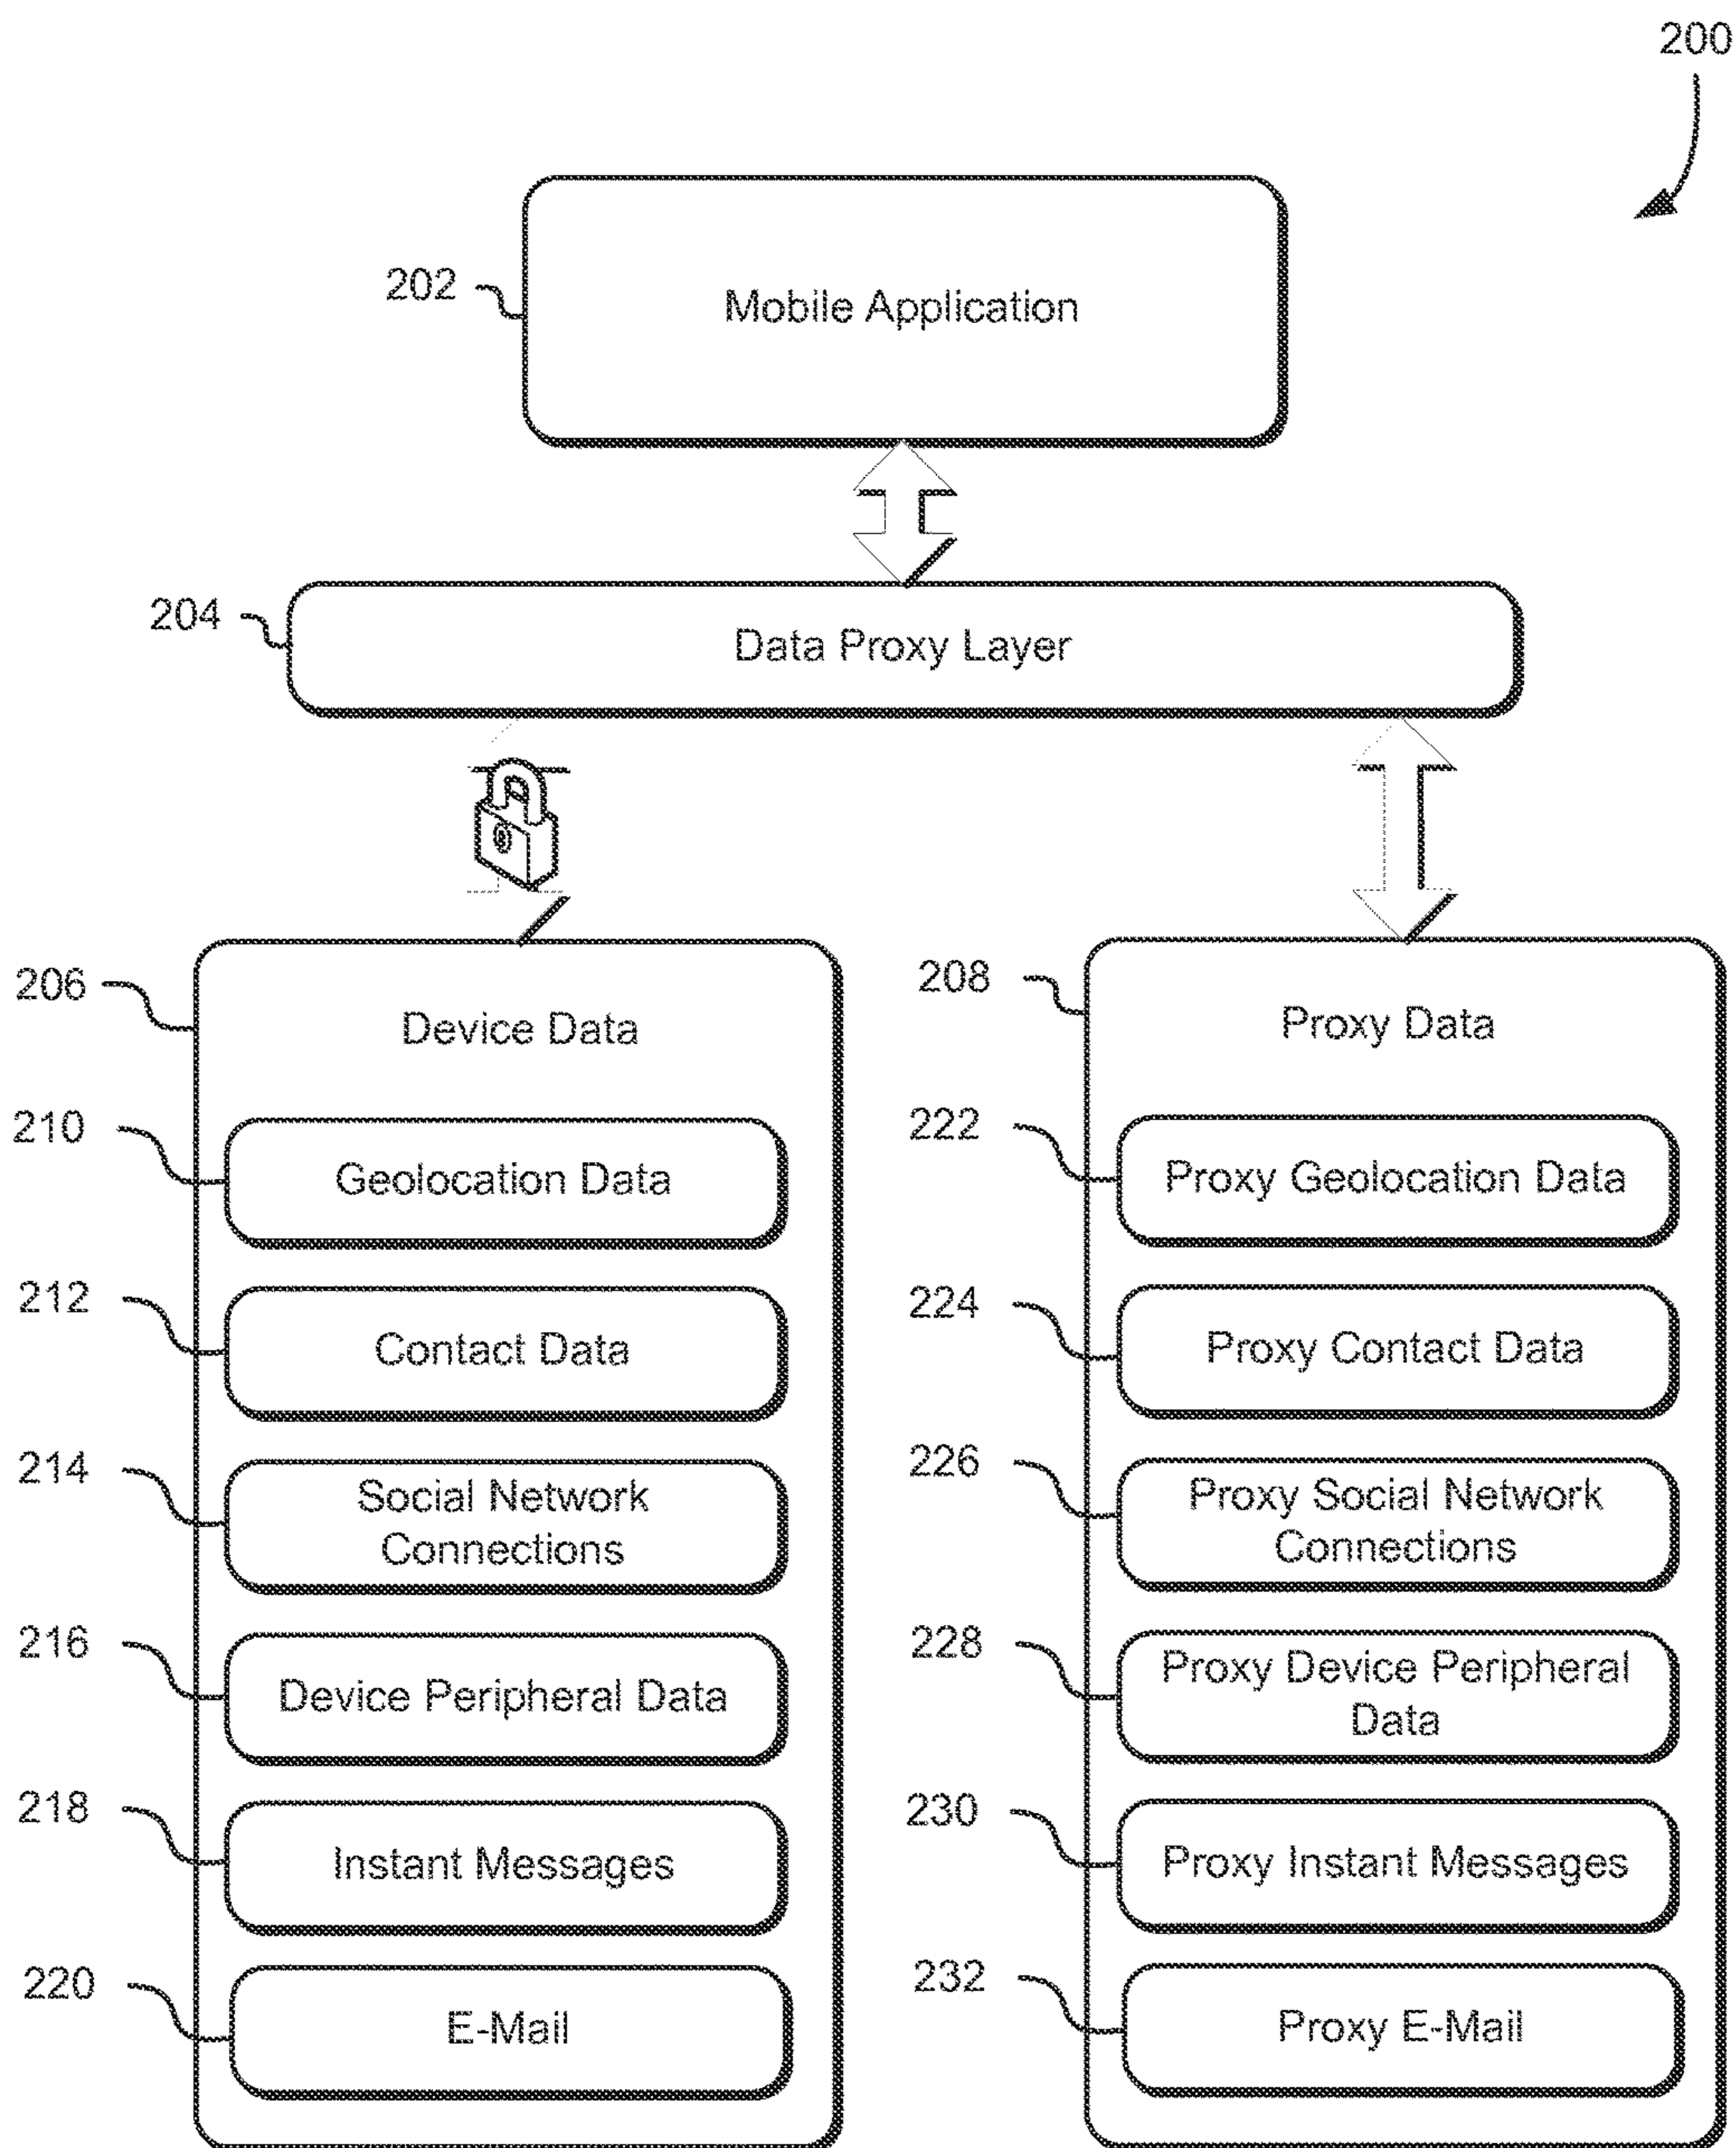 200
202
Mobile Application
204
Data Proxy Layer
206
Device Data
210
Geolocation Data
212
Contact Data
214
Social Network
Connections
216
Device Peripheral Data
218
Instant Messages
220
E-Mail
208
Proxy Data
222
Proxy Geolocation Data
224
Proxy Contact Data
226
Proxy Social Network
Connections
228
Proxy Device Peripheral
Data
230
Proxy Instant Messages
232
Proxy E-Mail